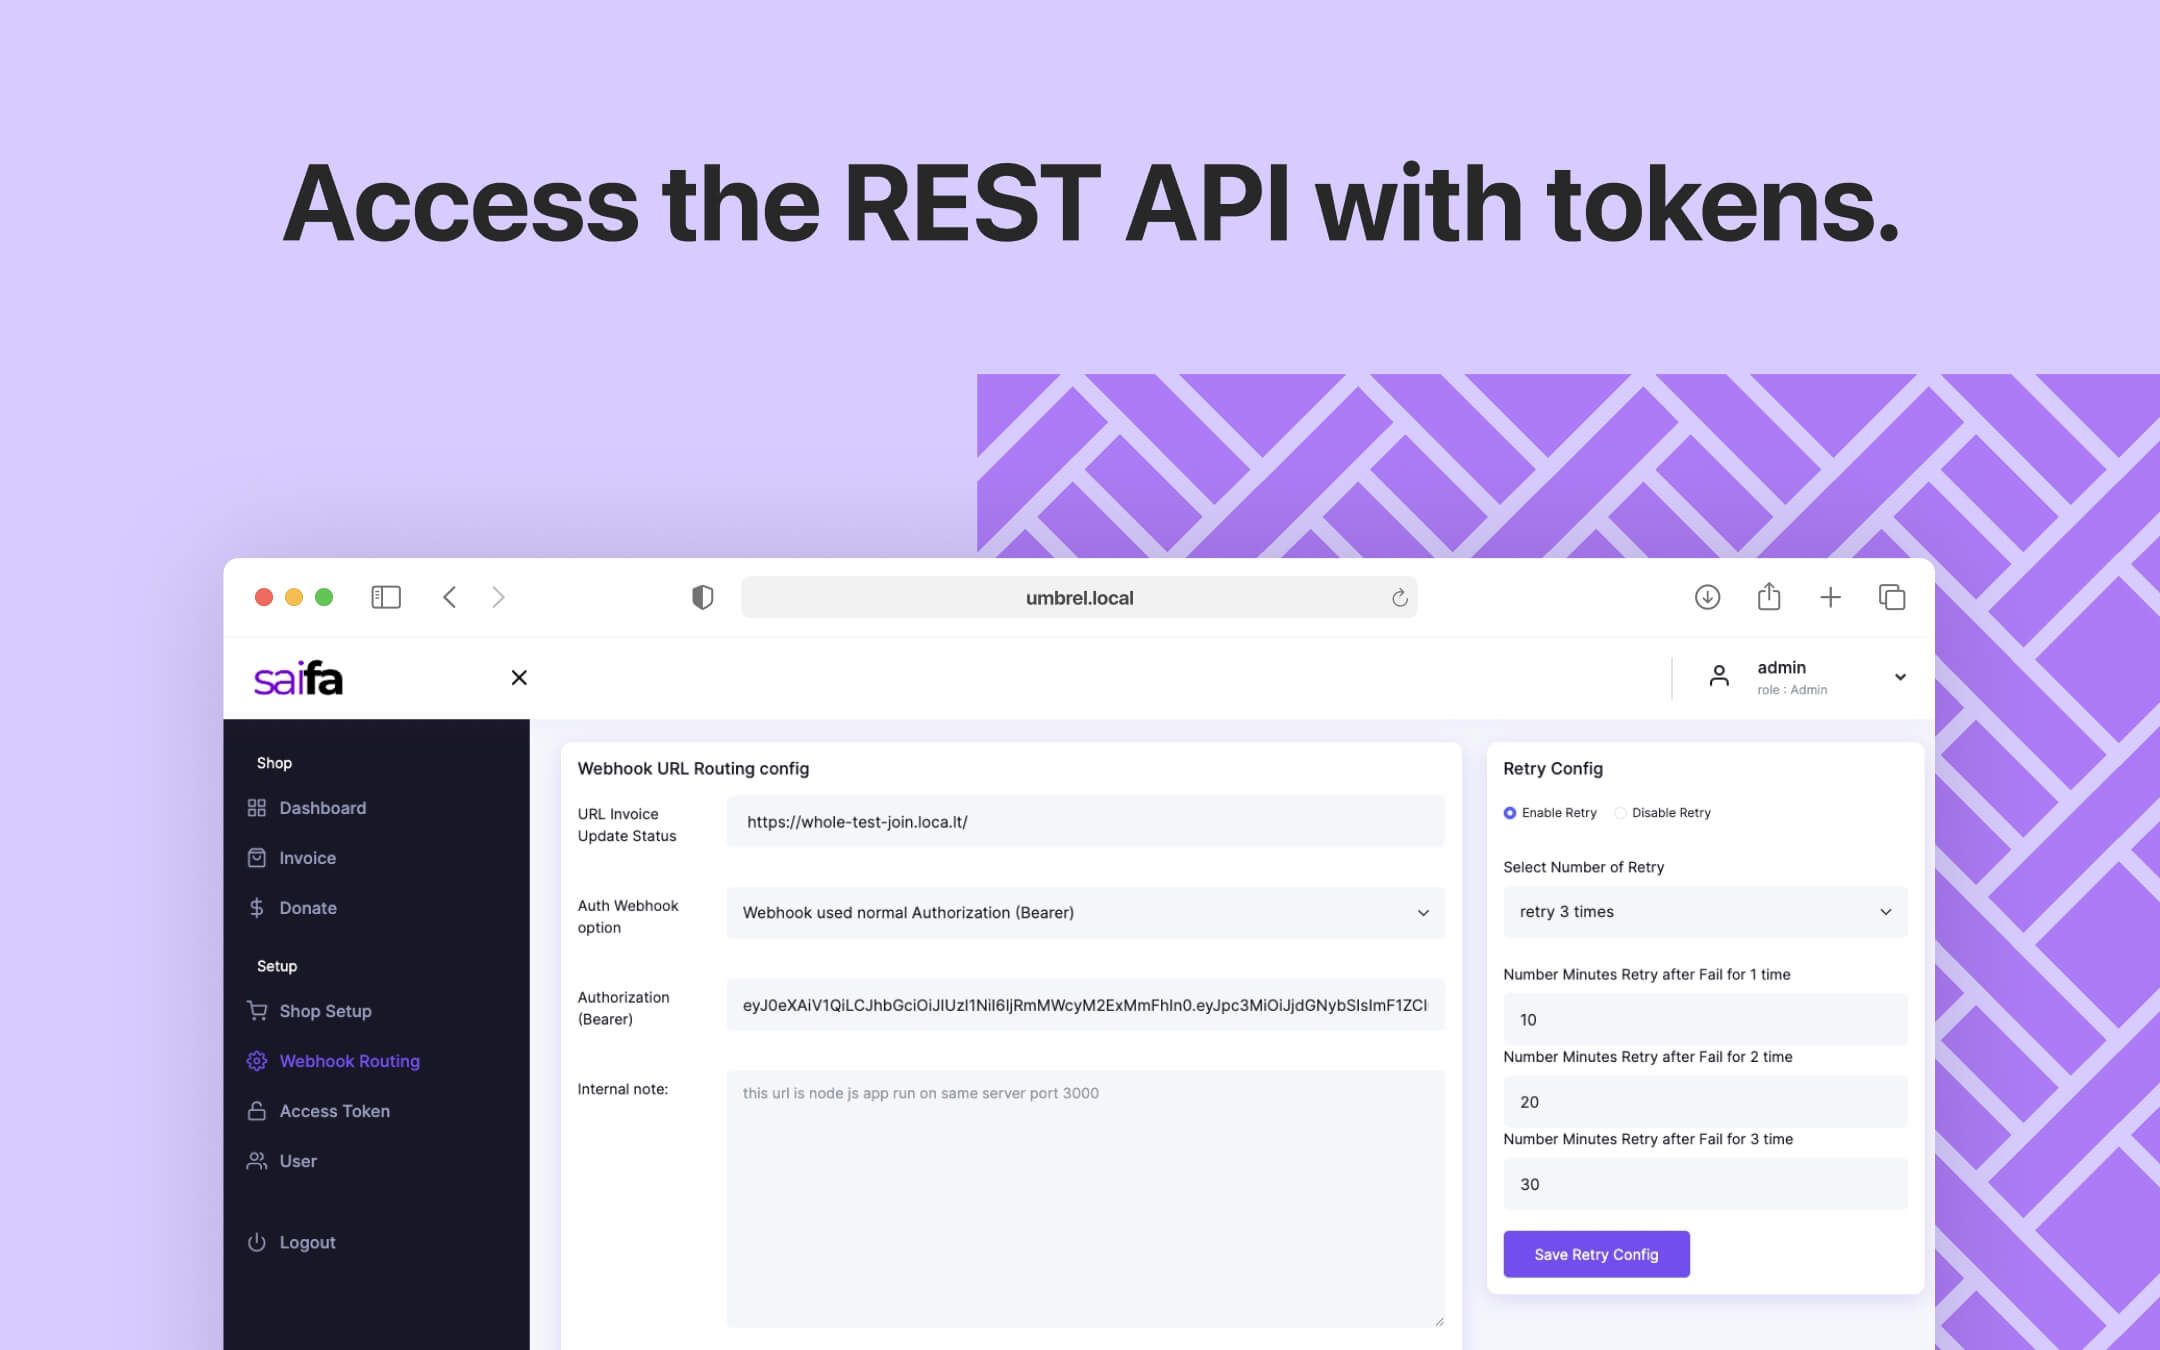 Access the REST API with tokens.
umbrel.local
saifa
admin
role : Admin
Shop
Dashboard
Invoice
Donate
Setup
Shop Setup
Webhook Routing
Access Token
User
Logout
Webhook URL Routing config
URL Invoice
Update Status
https://whole-test-join.loca.lt/
Auth Webhook
option
Webhook used normal Authorization (Bearer)
Authorization
(Bearer)
eyJ0eXAiV1QiLCJhbGciOiJIUzI1NiI6IjRmMWcyM2ExMmFhIn0.eyJpc3MiOiJjdGNybSIsImF1ZCI
Internal note:
this url is node js app run on same server port 3000
Retry Config
Enable Retry
Disable Retry
Select Number of Retry
retry 3 times
Number Minutes Retry after Fail for 1 time
10
Number Minutes Retry after Fail for 2 time
20
Number Minutes Retry after Fail for 3 time
30
Save Retry Config